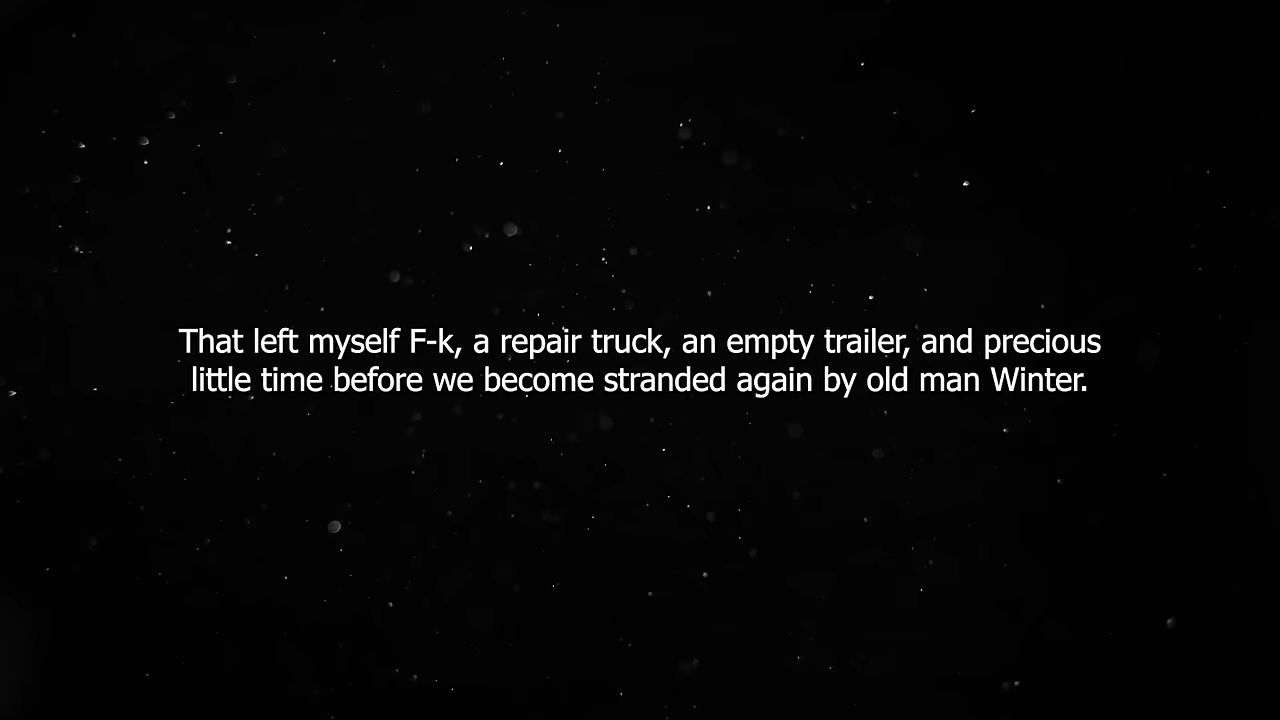 That left myself F-k, a repair truck, an empty trailer, and precious
little time before we become stranded again by old man Winter.